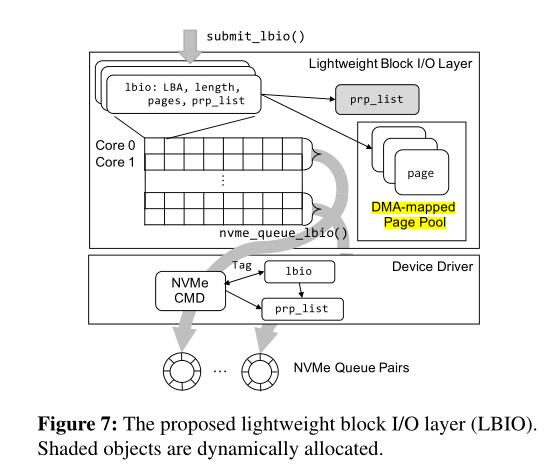 submit_lbio()
Lightweight Block I/O Layer
lbio: LBA, length,
pages, prp_list
prp_list
Core 0
Core 1
page
...
DMA-mapped
Page Pool
nvme_queue_lbio()
Device Driver
Tag
lbio
NVMe
CMD
prp_list
...
NVMe Queue Pairs
Figure 7: The proposed lightweight block I/O layer (LBIO).
Shaded objects are dynamically allocated.